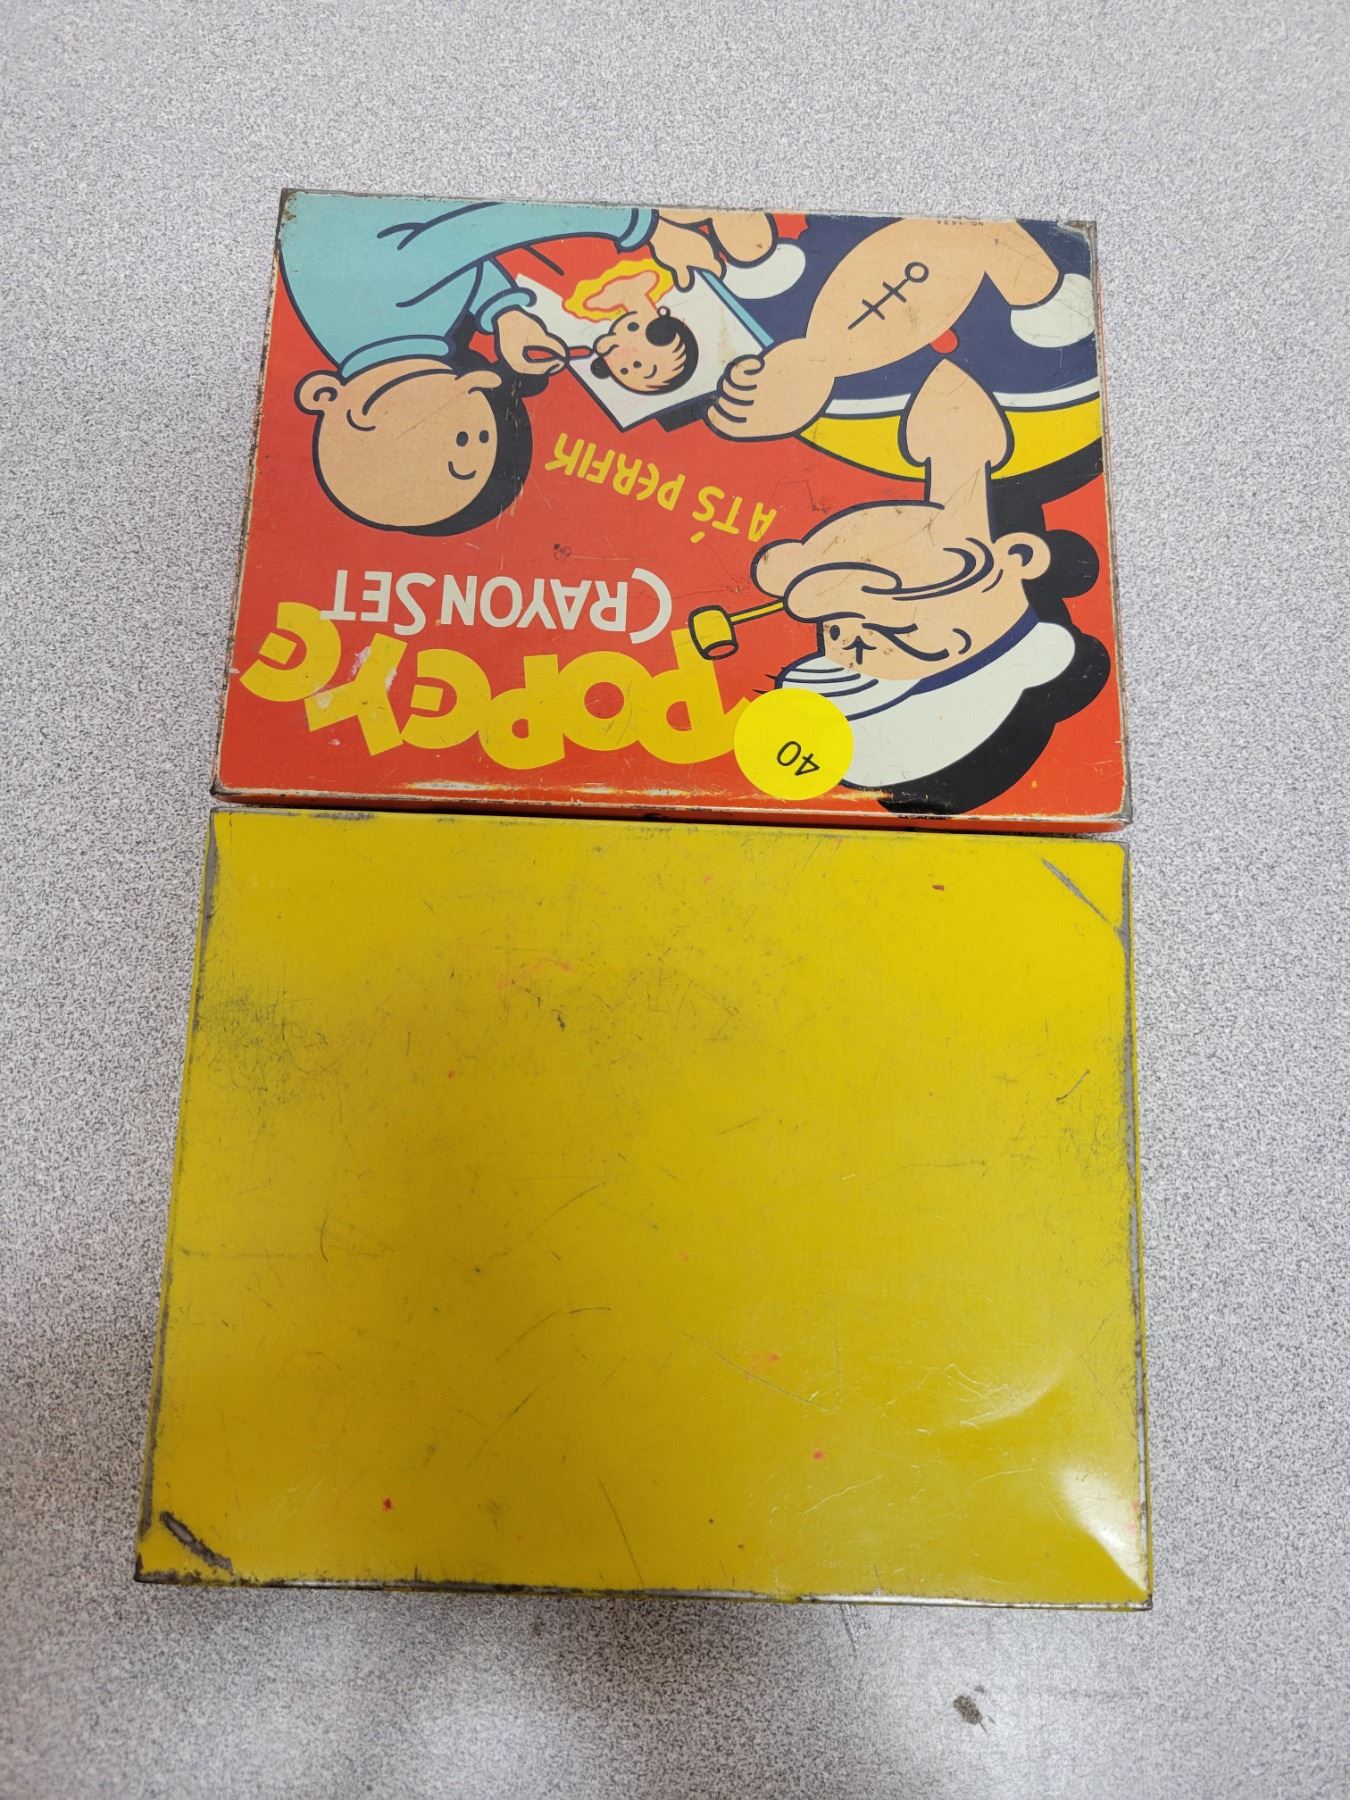 POPEYE
CRAYON SET
AT'S PERFIK
40